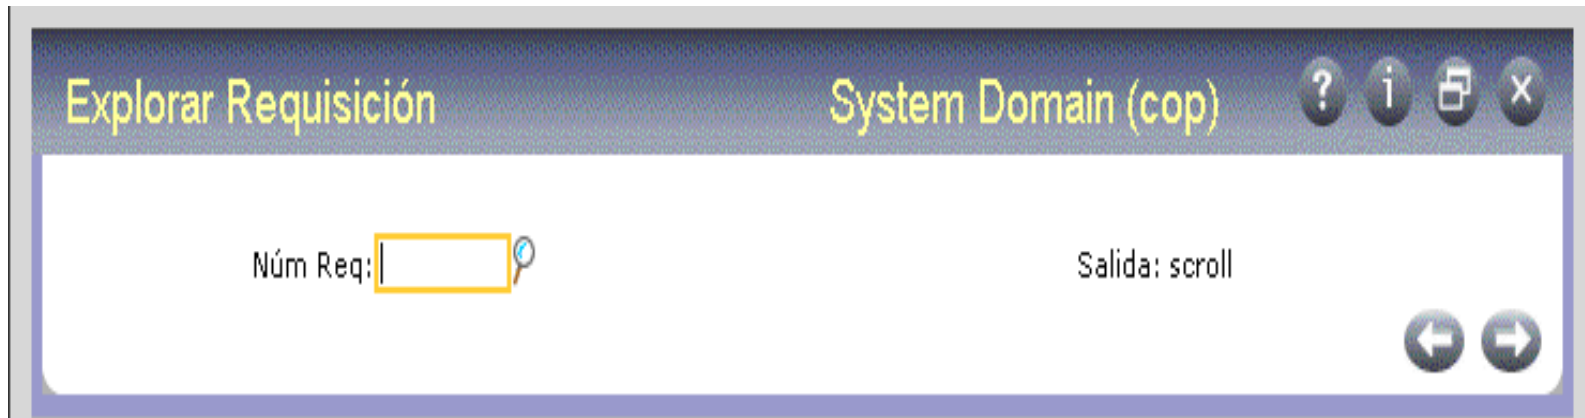 Explorar Requisición System Domain (cop) ? i
Núm Req: Salida: scroll